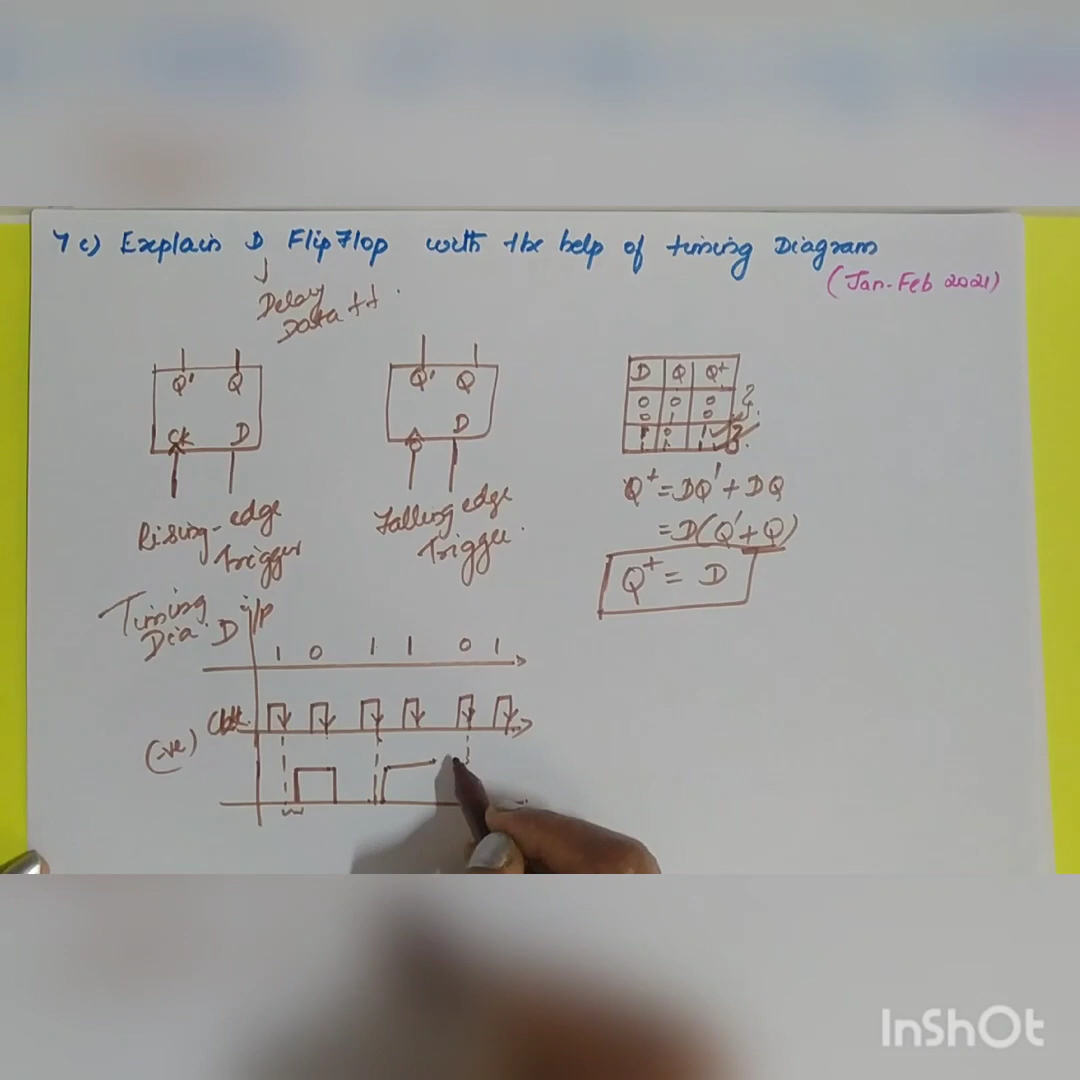 7 c) Explain D Flip Flop with the help of timing Diagram
(Jan-Feb 2021)
Delay
Data ff.
Q' Q
CK D
Rising-edge
Trigger
Q' Q
D
Falling edge
Trigger.
D Q Q+
0 0 0
0 1 0
1 0 1
1 1 1
Q+ = DQ' + DQ
= D(Q'+Q)
Q+ = D
Timing
Dia. D i/p
1 0 1 1 0 1
(-ve)
InShOt